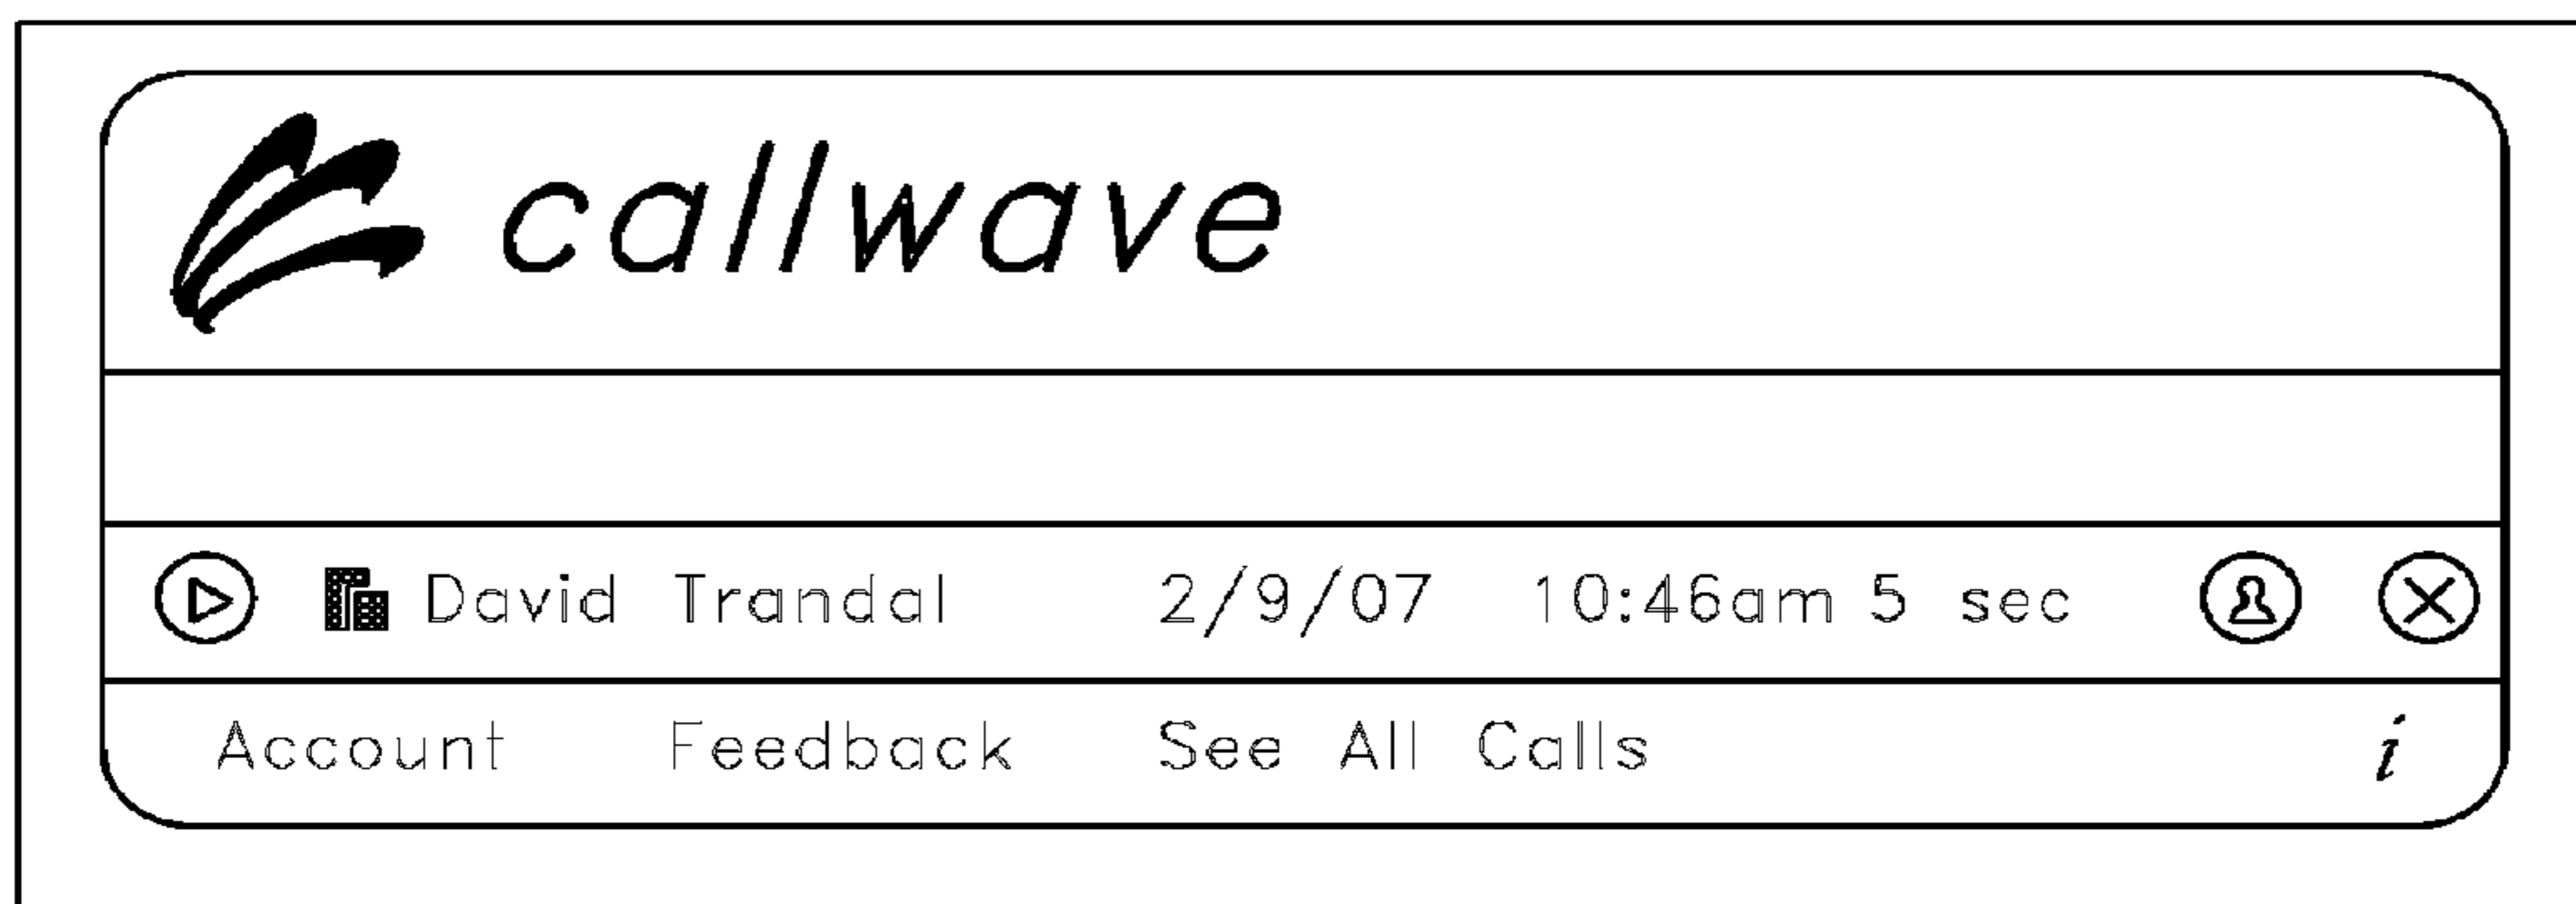 callwave
David Trandal 2/9/07 10:46am 5 sec
Account Feedback See All Calls i